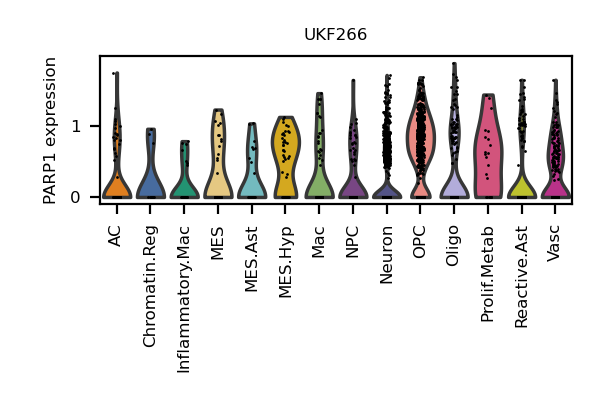 UKF266
PARP1 expression
1
0
AC
Chromatin.Reg
Inflammatory.Mac
MES
MES.Ast
MES.Hyp
Mac
NPC
Neuron
OPC
Oligo
Prolif.Metab
Reactive.Ast
Vasc